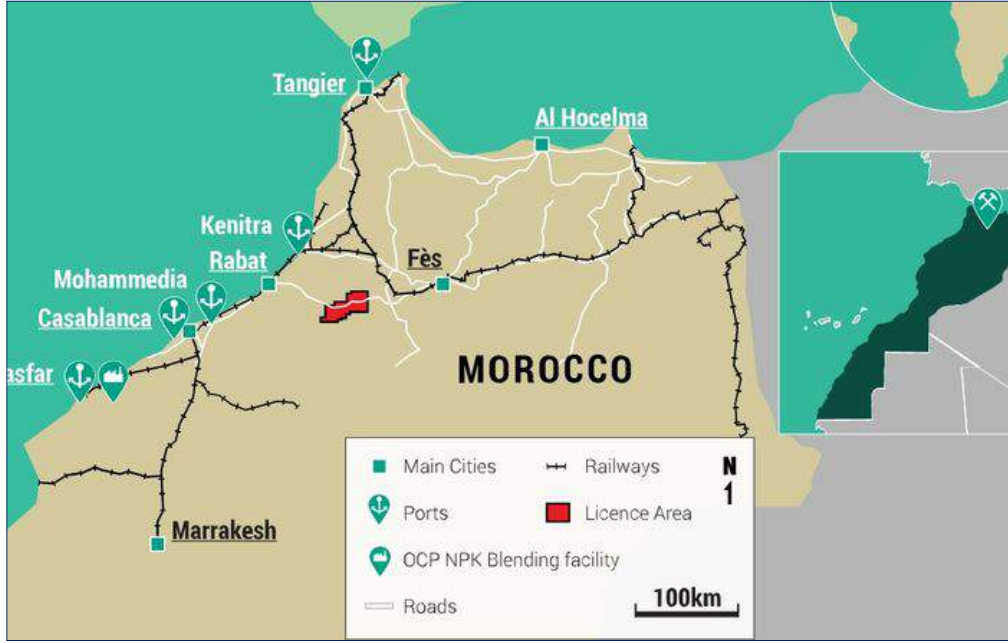 Tangier
Al Hocelma
Kenitra
Rabat
Fès
Mohammedia
Casablanca
asfar
MOROCCO
Marrakesh
Main Cities
Railways
N
Ports
Licence Area
OCP NPK Blending facility
Roads
100km